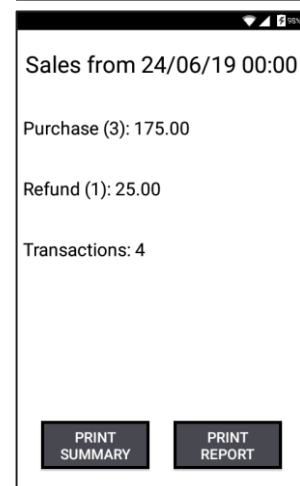 98%
Sales from 24/06/19 00:00
Purchase (3): 175.00
Refund (1): 25.00
Transactions: 4
PRINT
SUMMARY
PRINT
REPORT